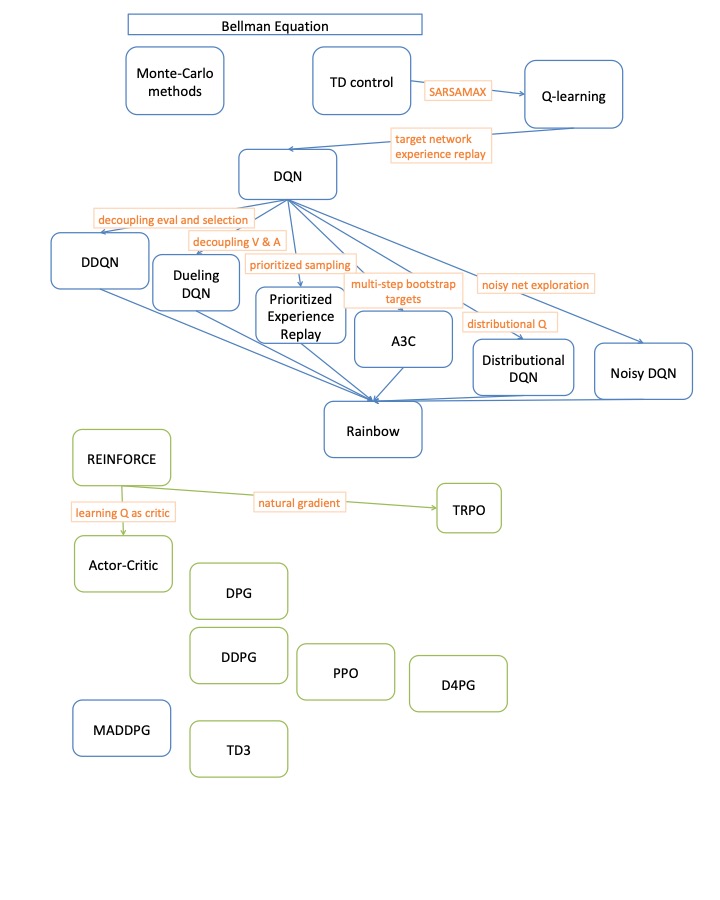 Bellman Equation
Monte-Carlo
methods
TD control
SARSAMAX
Q-learning
target network
experience replay
DQN
decoupling eval and selection
decoupling V & A
DDQN
Dueling
DQN
prioritized sampling
Prioritized
Experience
Replay
multi-step bootstrap
targets
A3C
noisy net exploration
distributional Q
Distributional
DQN
Noisy DQN
Rainbow
REINFORCE
learning Q as critic
natural gradient
TRPO
Actor-Critic
DPG
DDPG
PPO
D4PG
MADDPG
TD3